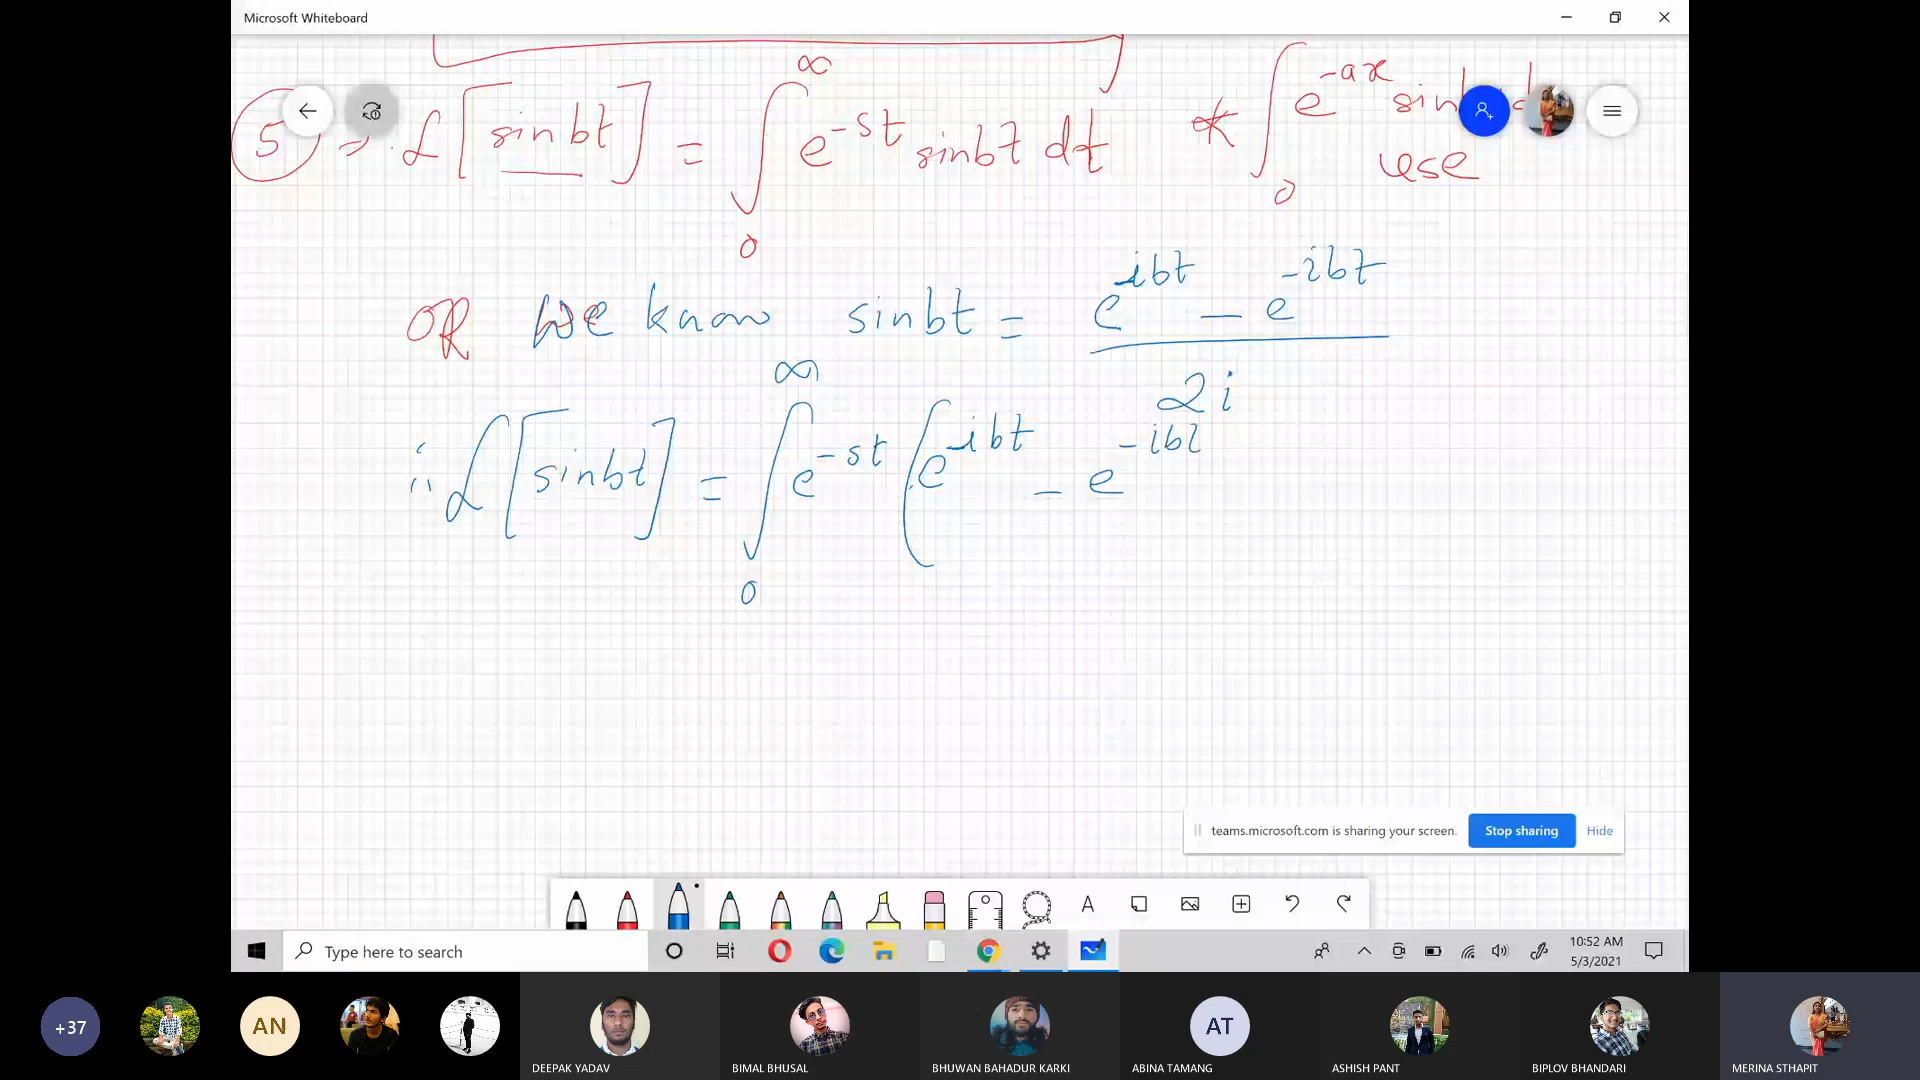 Microsoft Whiteboard
5 ⇒ ℒ[sin bt] = ∫₀^∞ e^{-st} sinbt dt
* ∫₀ e^{-ax} sinb d
use
OR We know sinbt = (e^{ibt} - e^{-ibt}) / 2i
∴ ℒ[sinbt] = ∫₀^∞ e^{-st} (e^{ibt} - e^{-ibt}
teams.microsoft.com is sharing your screen.
Stop sharing
Hide
Type here to search
10:52 AM
5/3/2021
+37
AN
AT
DEEPAK YADAV
BIMAL BHUSAL
BHUWAN BAHADUR KARKI
ABINA TAMANG
ASHISH PANT
BIPLOV BHANDARI
MERINA STHAPIT